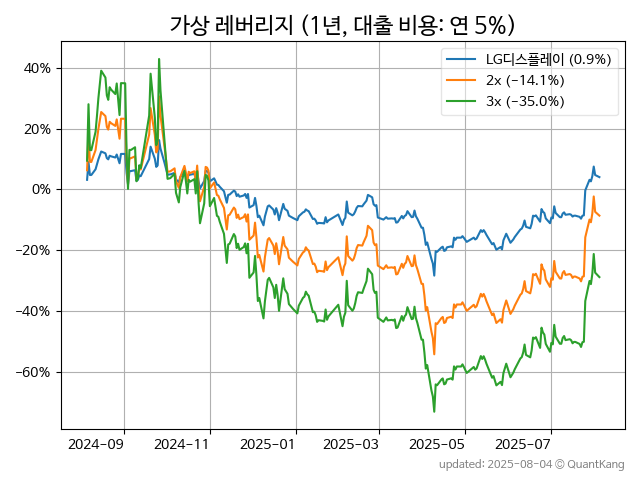 가상 레버리지 (1년, 대출 비용: 연 5%)
LG디스플레이 (0.9%)
2x (−14.1%)
3x (−35.0%)
40%
20%
0%
−20%
−40%
−60%
2024-09 2024-11 2025-01 2025-03 2025-05 2025-07
updated: 2025-08-04 © QuantKang